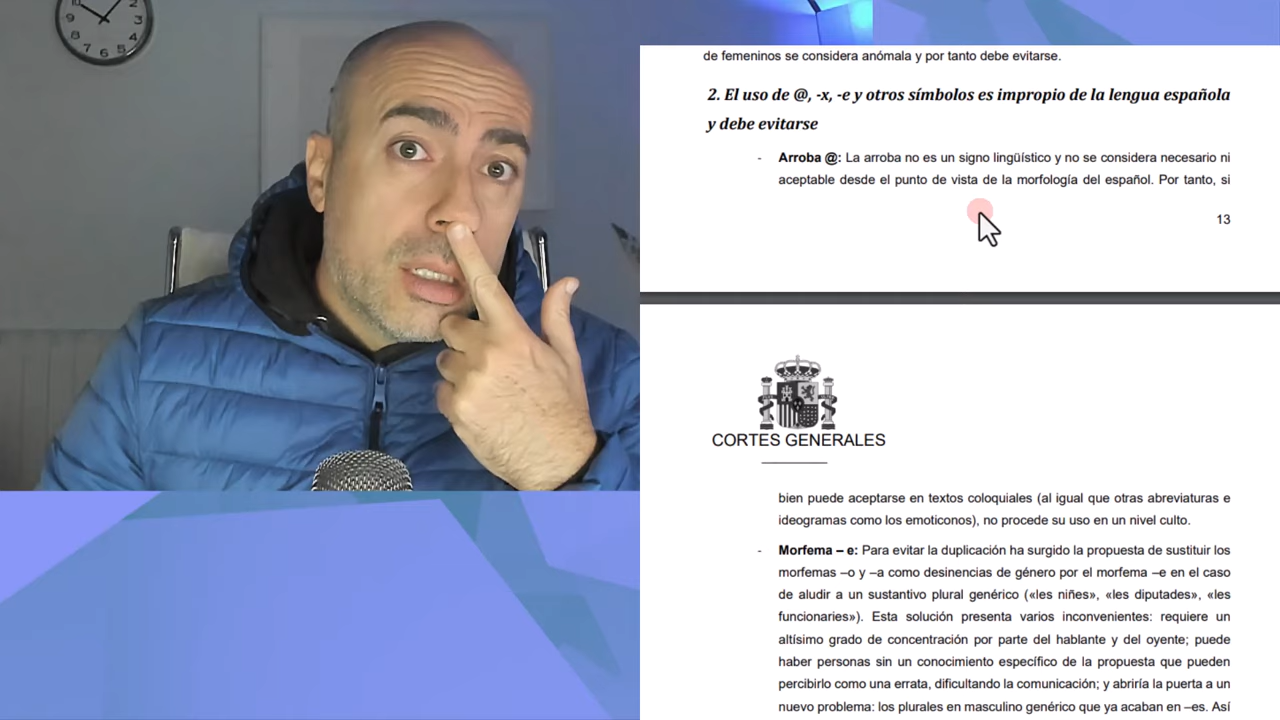 de femeninos se considera anómala y por tanto debe evitarse.
2. El uso de @, -x, -e y otros símbolos es impropio de la lengua española
y debe evitarse
- Arroba @: La arroba no es un signo lingüístico y no se considera necesario ni
aceptable desde el punto de vista de la morfología del español. Por tanto, si
13
CORTES GENERALES
bien puede aceptarse en textos coloquiales (al igual que otras abreviaturas e
ideogramas como los emoticonos), no procede su uso en un nivel culto.
- Morfema – e: Para evitar la duplicación ha surgido la propuesta de sustituir los
morfemas –o y –a como desinencias de género por el morfema –e en el caso
de aludir a un sustantivo plural genérico («les niñes», «les diputades», «les
funcionaries»). Esta solución presenta varios inconvenientes: requiere un
altísimo grado de concentración por parte del hablante y del oyente; puede
haber personas sin un conocimiento específico de la propuesta que pueden
percibirlo como una errata, dificultando la comunicación; y abriría la puerta a un
nuevo problema: los plurales en masculino genérico que ya acaban en –es. Así